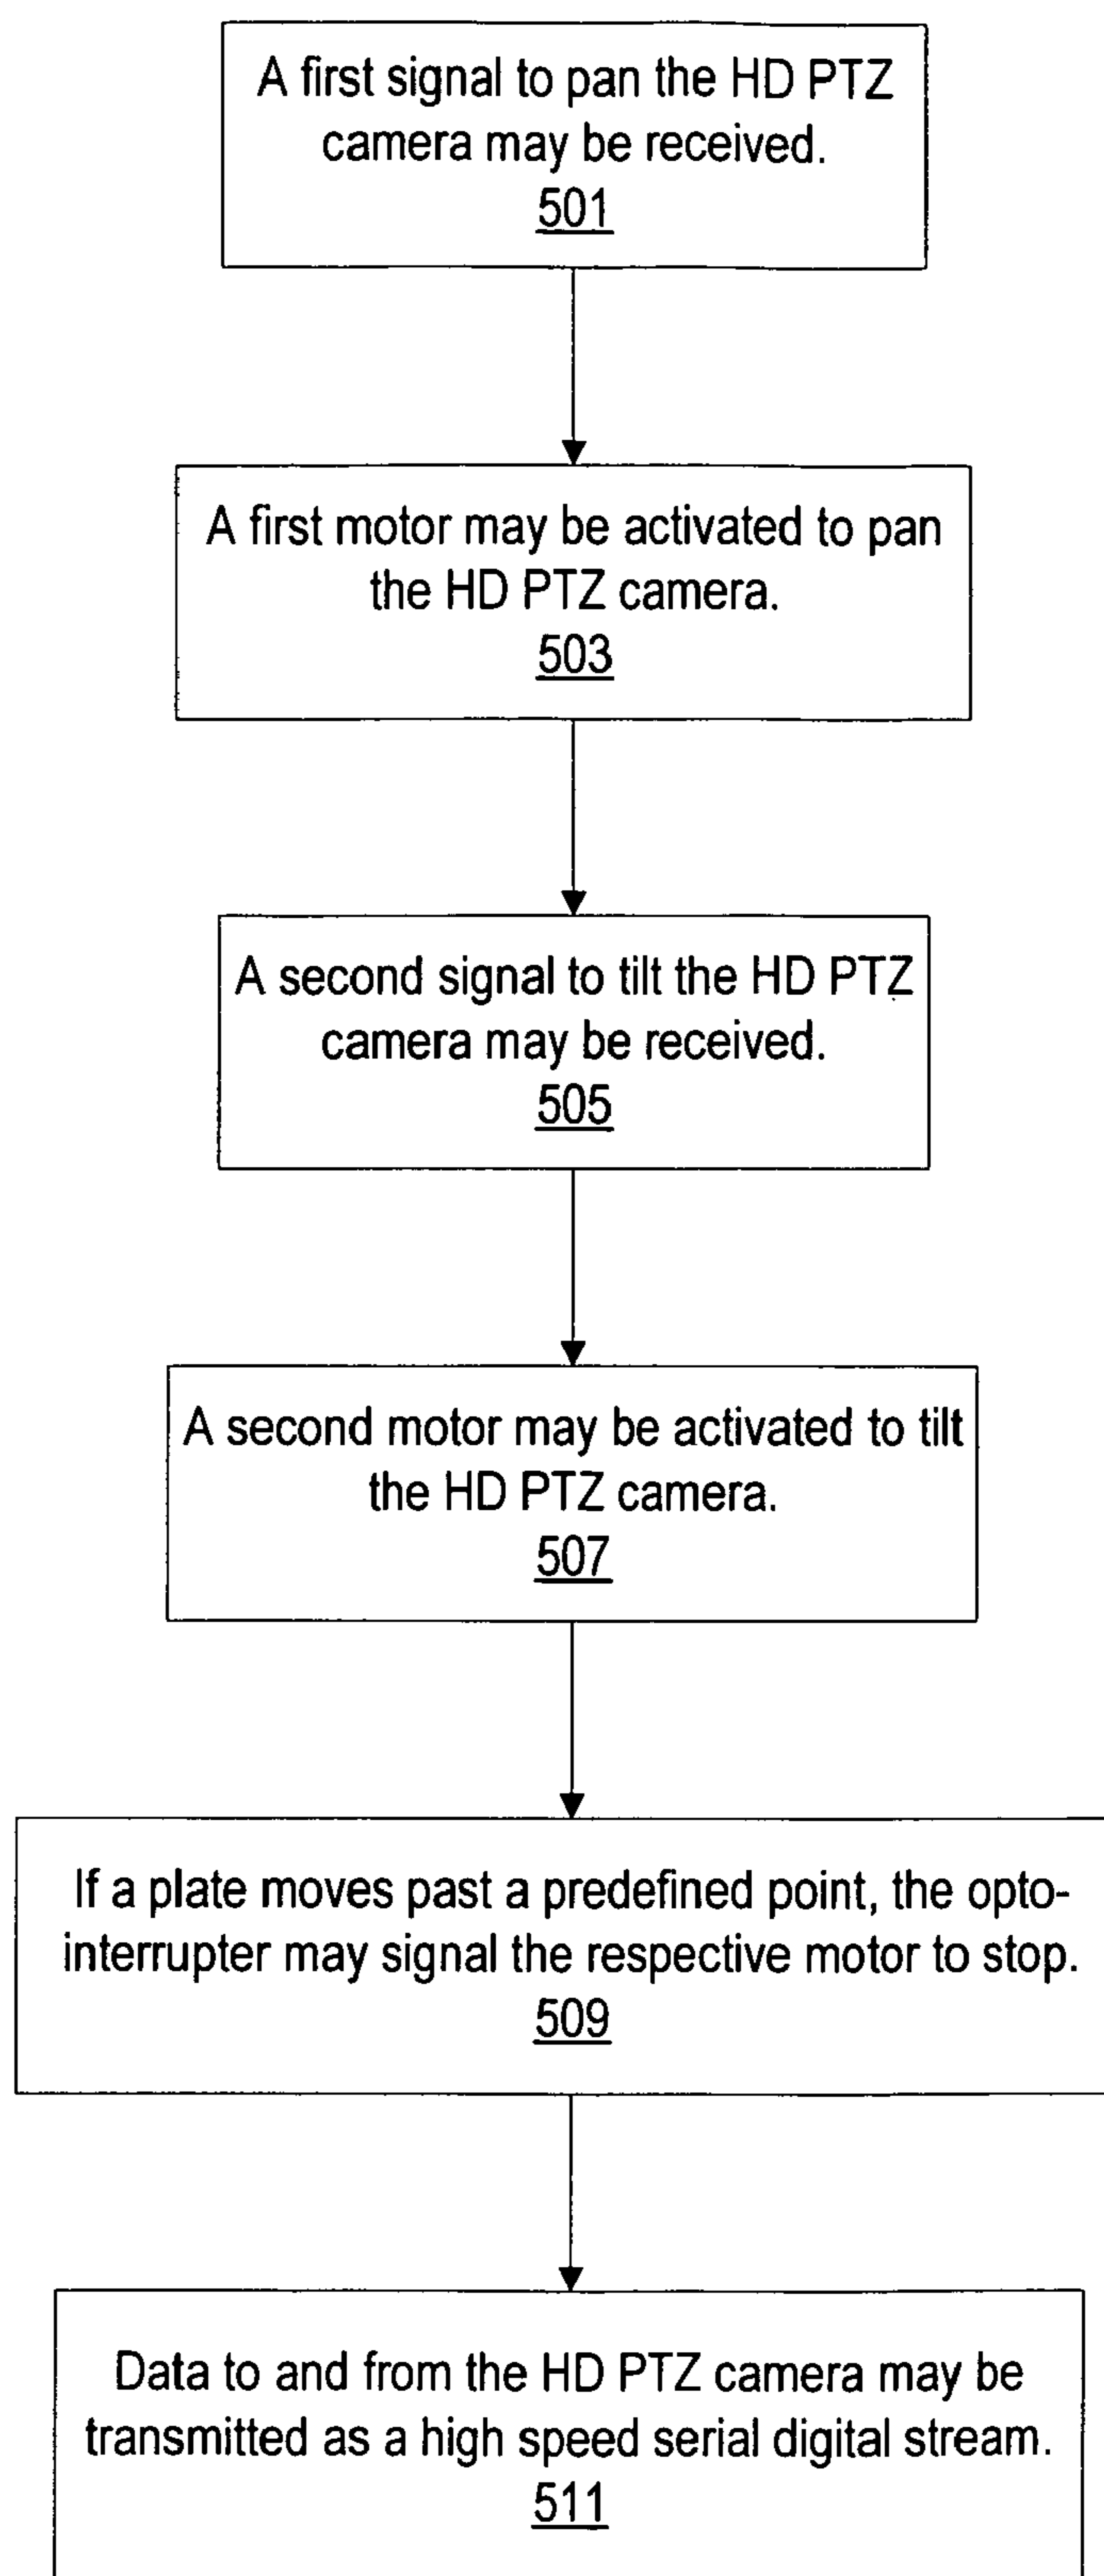 A first signal to pan the HD PTZ
camera may be received.
501
A first motor may be activated to pan
the HD PTZ camera.
503
A second signal to tilt the HD PTZ
camera may be received.
505
A second motor may be activated to tilt
the HD PTZ camera.
507
If a plate moves past a predefined point, the opto-
interrupter may signal the respective motor to stop.
509
Data to and from the HD PTZ camera may be
transmitted as a high speed serial digital stream.
511